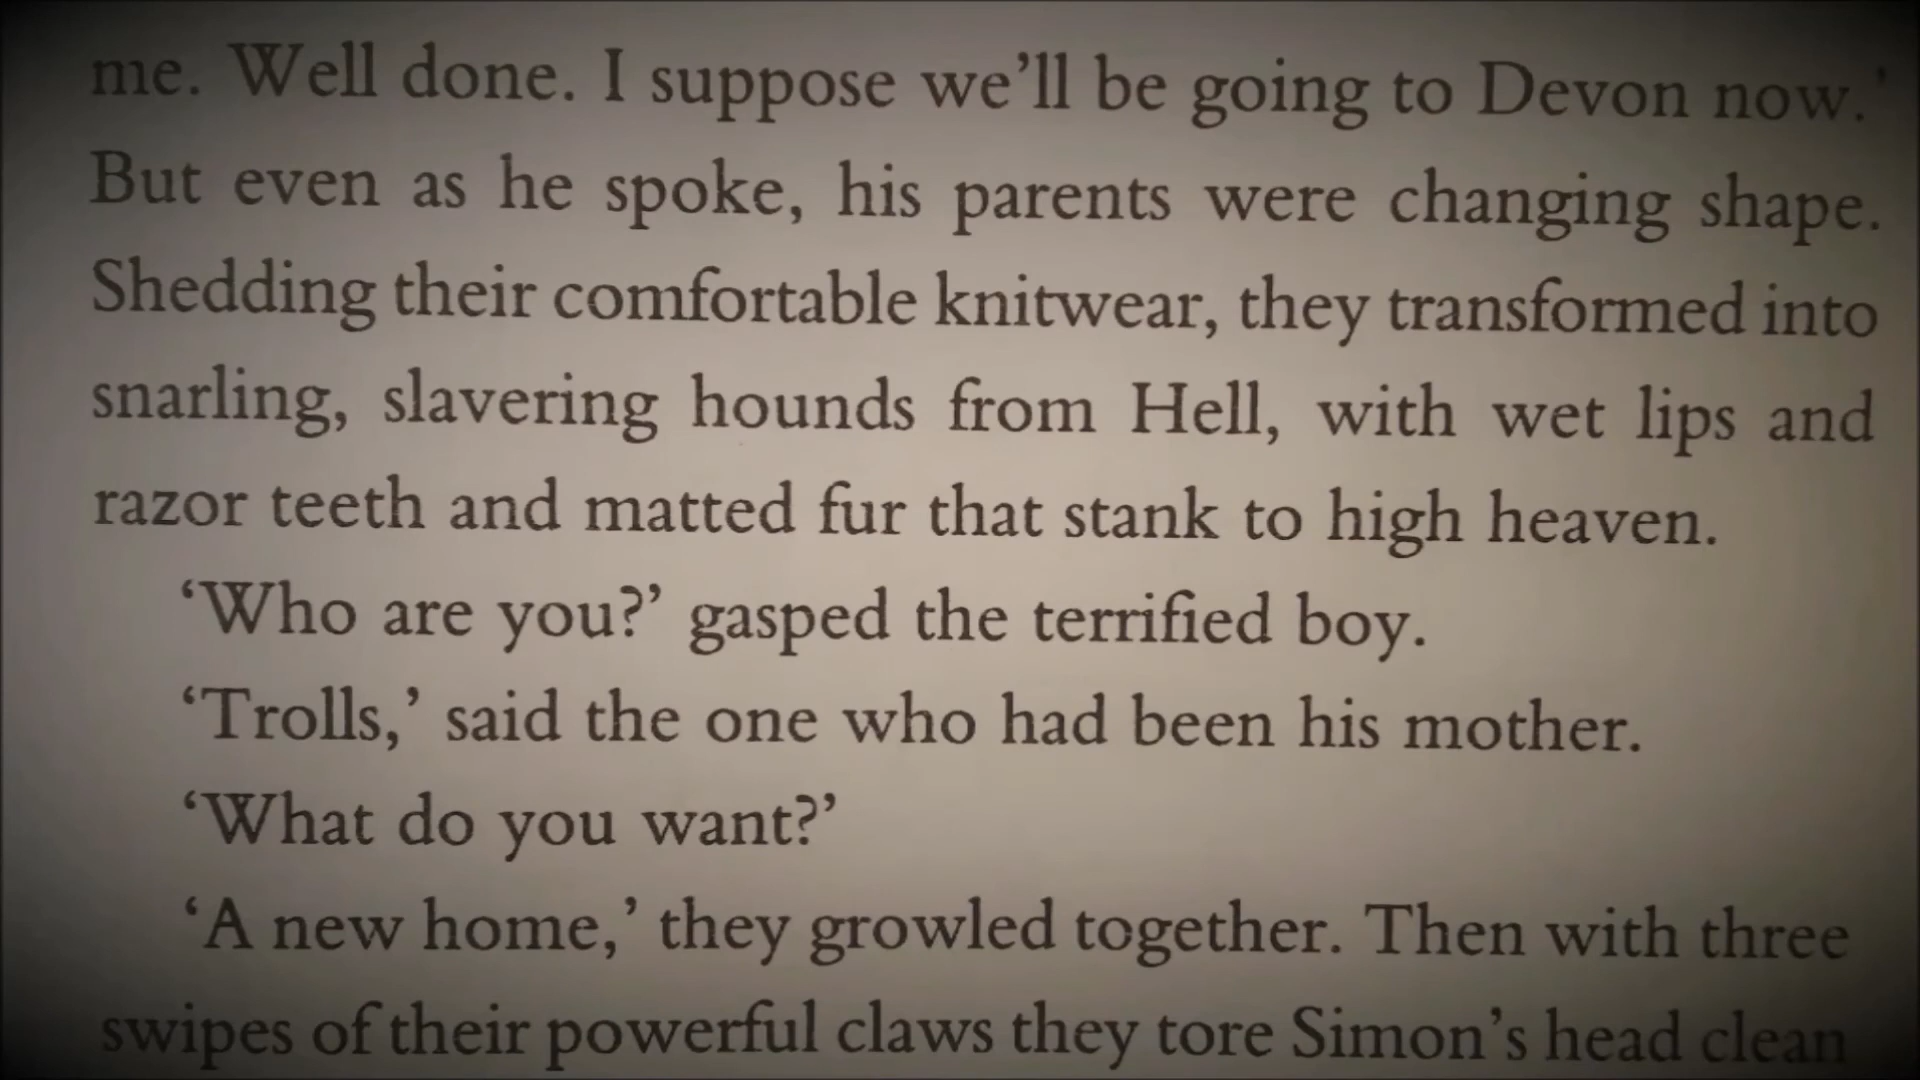 me. Well done. I suppose we’ll be going to Devon now.’
But even as he spoke, his parents were changing shape.
Shedding their comfortable knitwear, they transformed into
snarling, slavering hounds from Hell, with wet lips and
razor teeth and matted fur that stank to high heaven.
‘Who are you?’ gasped the terrified boy.
‘Trolls,’ said the one who had been his mother.
‘What do you want?’
‘A new home,’ they growled together. Then with three
swipes of their powerful claws they tore Simon’s head clean